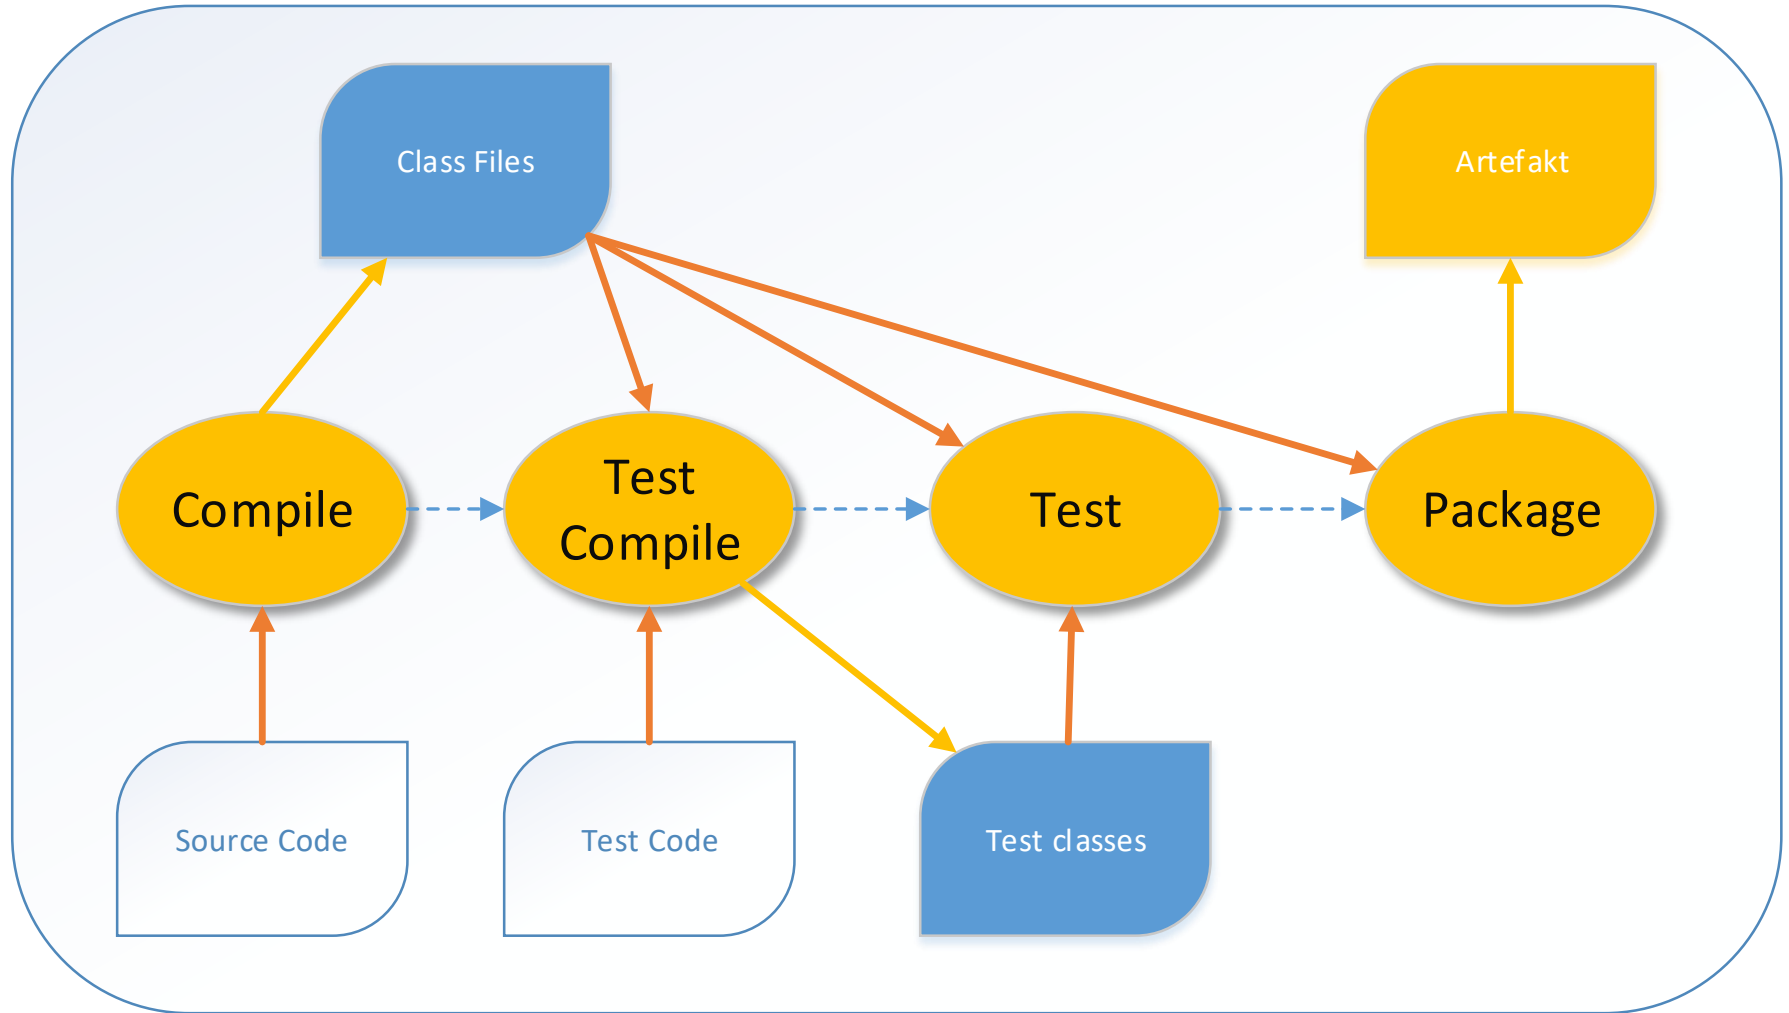 Class Files
Artefakt
Compile
Test
Compile
Test
Package
Source Code
Test Code
Test classes